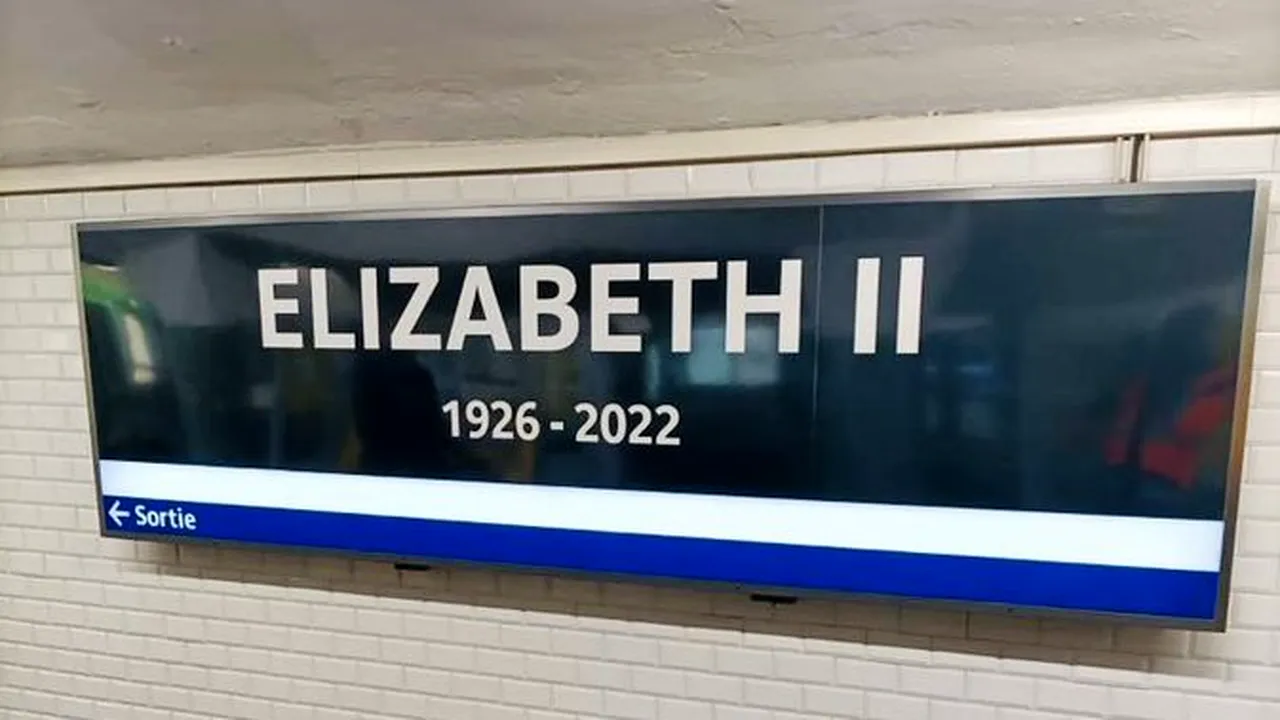 ELIZABETH II
1926 - 2022
← Sortie